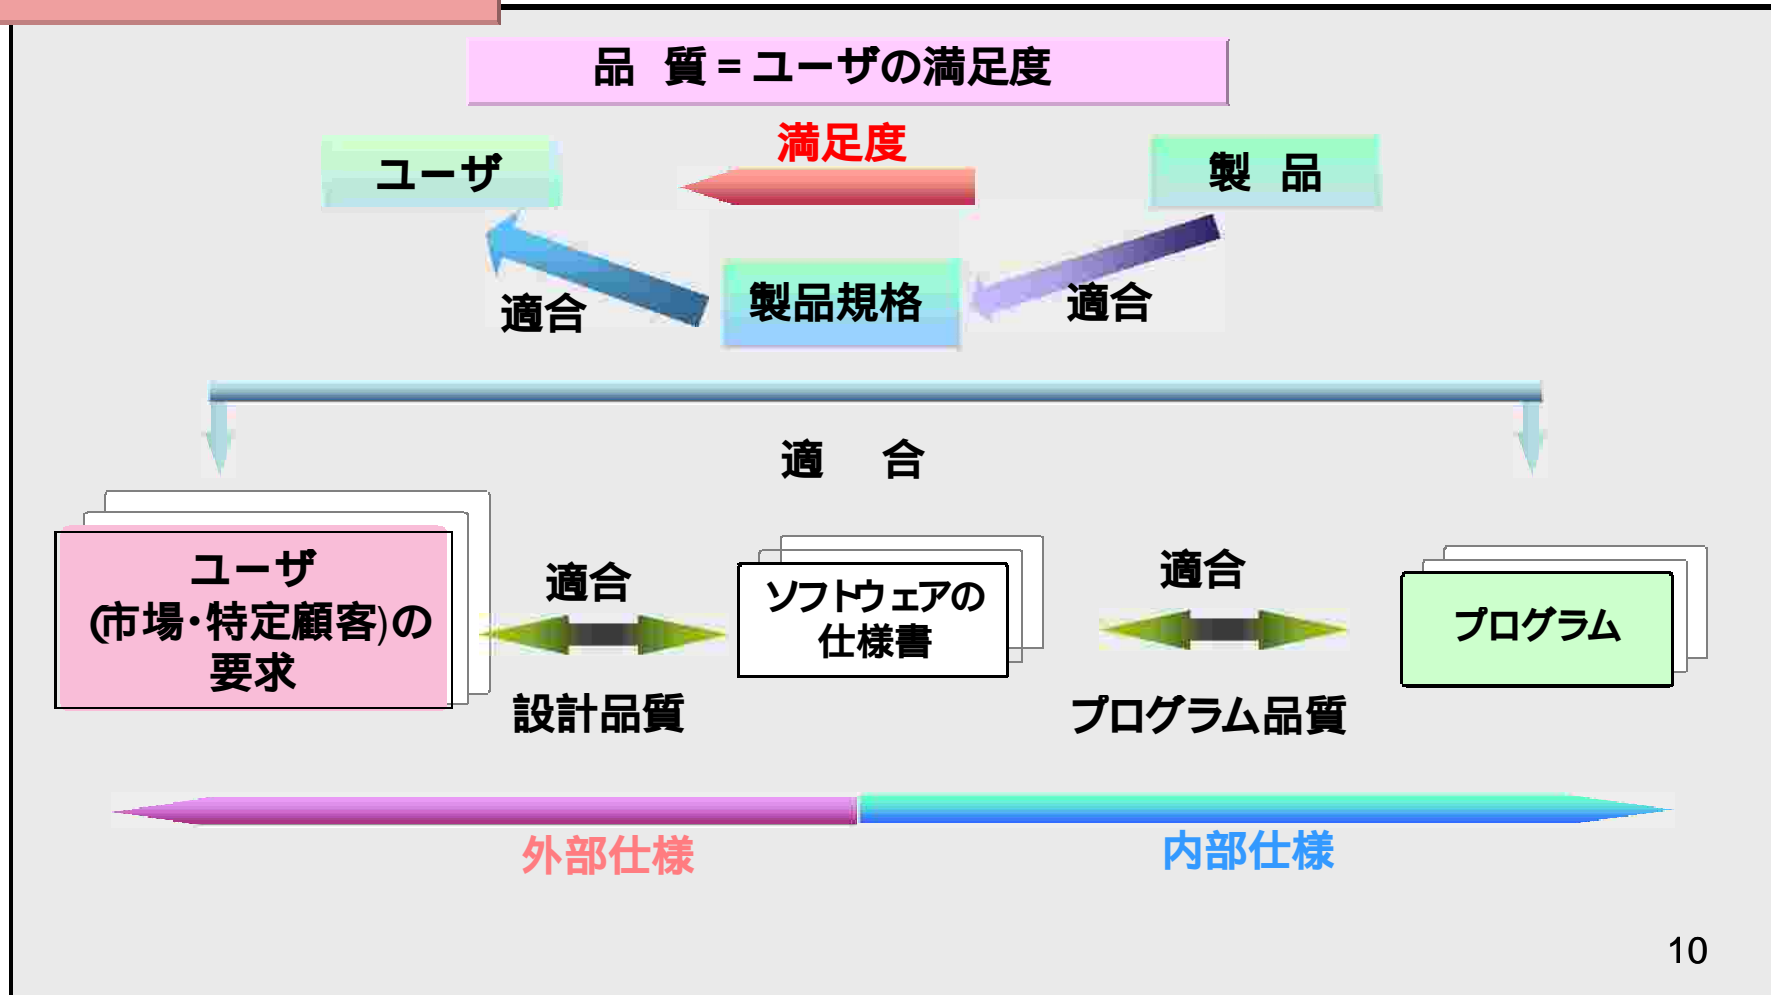 品 質 = ユーザの満足度
満足度
ユーザ
製 品
適合
製品規格
適合
適 合
ユーザ
(市場・特定顧客)の
要求
適合
設計品質
ソフトウェアの
仕様書
適合
プログラム品質
プログラム
外部仕様
内部仕様
10